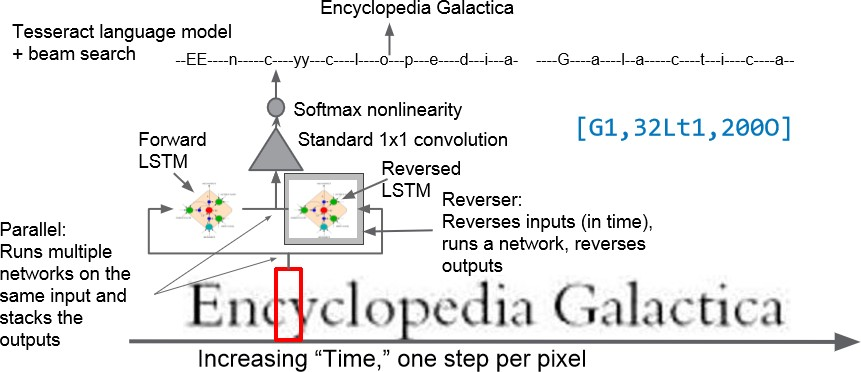 Encyclopedia Galactica
Tesseract language model
+ beam search
--EE----n-----c----yy---c---l----o---p---e----d---i---a- ----G----a---l---a-----c----t---i----c----a--
Softmax nonlinearity
Standard 1x1 convolution
[G1,32Lt1,200O]
Forward
LSTM
Reversed
LSTM
Reverser:
Reverses inputs (in time),
runs a network, reverses
outputs
Parallel:
Runs multiple
networks on the
same input and
stacks the
outputs
Encyclopedia Galactica
Increasing “Time,” one step per pixel